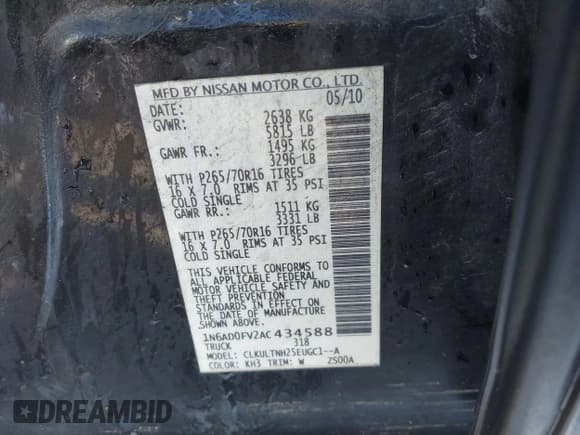 MFD BY NISSAN MOTOR CO., LTD.
DATE: 05/10
GVWR: 2638 KG
5815 LB
GAWR FR.: 1495 KG
3296 LB
WITH P265/70R16 TIRES
16 X 7.0 RIMS AT 35 PSI
COLD SINGLE
GAWR RR.: 1511 KG
3331 LB
WITH P265/70R16 TIRES
16 X 7.0 RIMS AT 35 PSI
COLD SINGLE
THIS VEHICLE CONFORMS TO
ALL APPLICABLE FEDERAL
MOTOR VEHICLE SAFETY AND
THEFT PREVENTION
STANDARDS IN EFFECT ON
THE DATE OF MANUFACTURE
SHOWN ABOVE.
1N6AD0FV2AC434588
TRUCK 318
MODEL: CLKULTNH25EUGC1--A
COLOR: KH3 TRIM: W ZS00A
DREAMBID